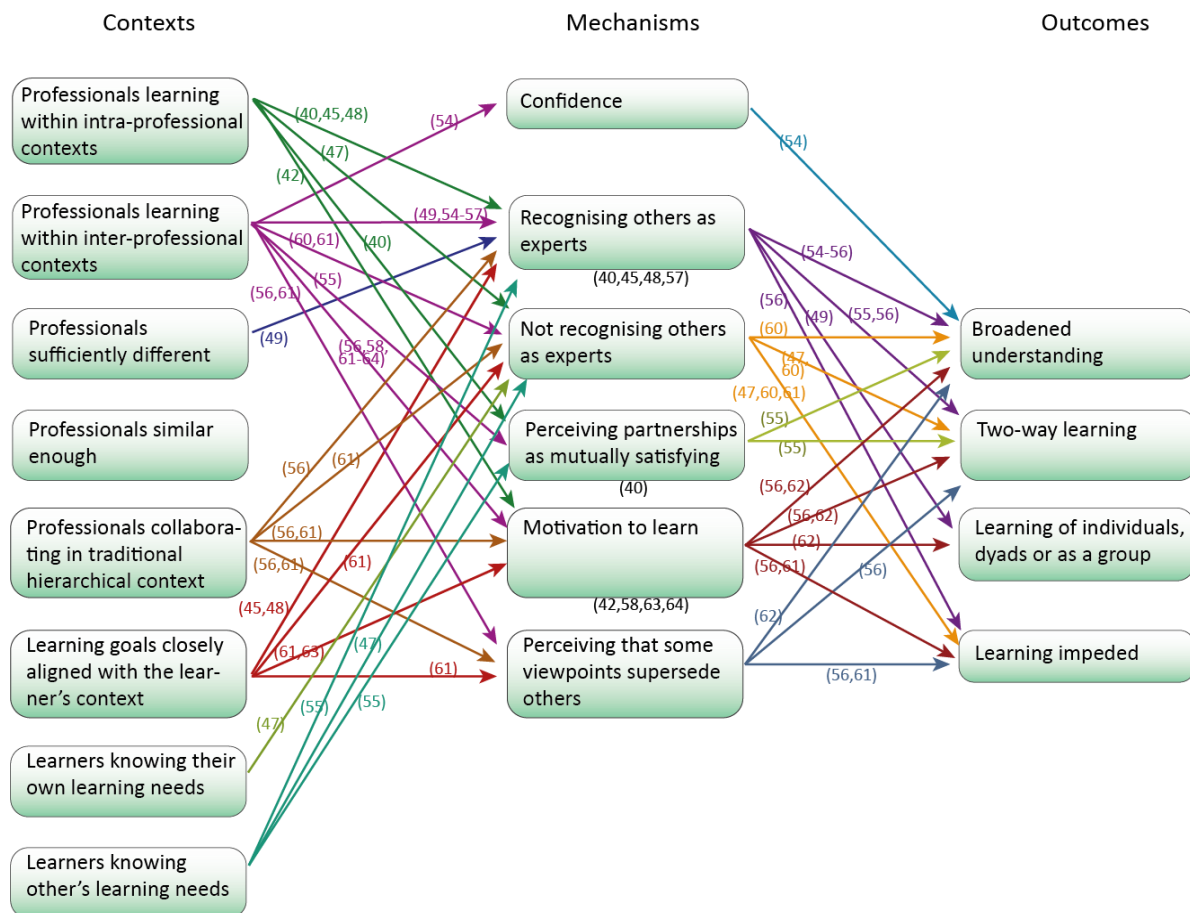 Contexts
Mechanisms
Outcomes
Professionals learning
within intra-professional
contexts
Professionals learning
within inter-professional
contexts
Professionals
sufficiently different
Professionals similar
enough
Professionals collabora-
ting in traditional
hierarchical context
Learning goals closely
aligned with the lear-
ner's context
Learners knowing their
own learning needs
Learners knowing
other's learning needs
(40,45,48)
(47)
(42)
(40)
(54)
(49,54-57)
(60,61)
(55)
(56,61)
(56,58,
61-64)
(49)
(56)
(61)
(56,61)
(56,61)
(45,48)
(61)
(61,63)
(61)
(47)
(55)
(47)
(55)
Confidence
Recognising others as
experts
(40,45,48,57)
Not recognising others
as experts
Perceiving partnerships
as mutually satisfying
(40)
Motivation to learn
(42,58,63,64)
Perceiving that some
viewpoints supersede
others
(54)
(54-56)
(55,56)
(56)
(49)
(60)
(47,
60)
(47,60,61)
(55)
(55)
(56,62)
(56,62)
(62)
(56,61)
(62)
(56)
(56,61)
Broadened
understanding
Two-way learning
Learning of individuals,
dyads or as a group
Learning impeded